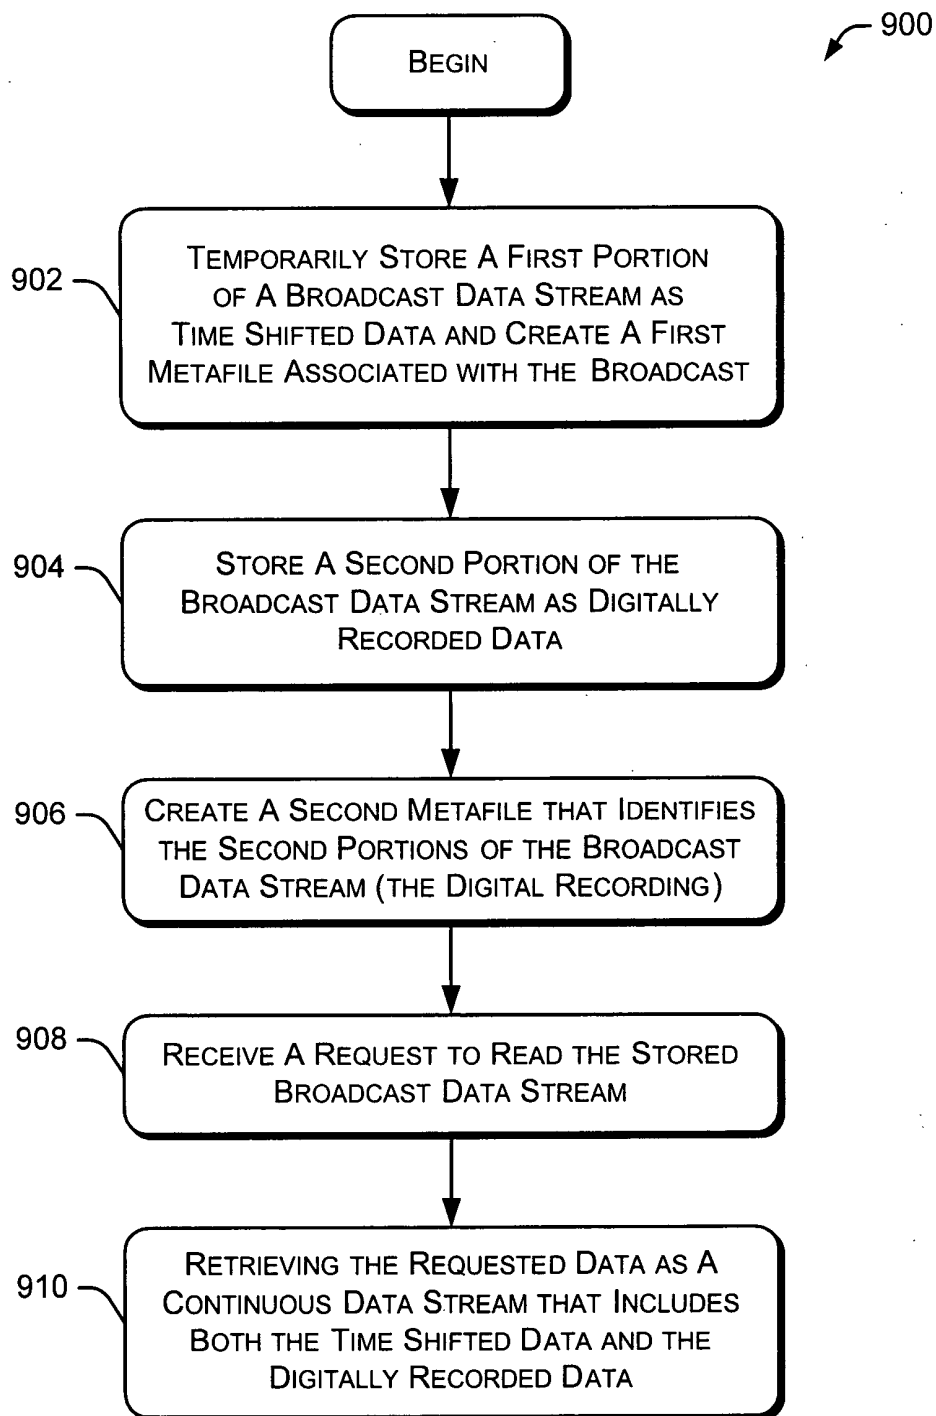 900
BEGIN
902
TEMPORARILY STORE A FIRST PORTION
OF A BROADCAST DATA STREAM AS
TIME SHIFTED DATA AND CREATE A FIRST
METAFILE ASSOCIATED WITH THE BROADCAST
904
STORE A SECOND PORTION OF THE
BROADCAST DATA STREAM AS DIGITALLY
RECORDED DATA
906
CREATE A SECOND METAFILE THAT IDENTIFIES
THE SECOND PORTIONS OF THE BROADCAST
DATA STREAM (THE DIGITAL RECORDING)
908
RECEIVE A REQUEST TO READ THE STORED
BROADCAST DATA STREAM
910
RETRIEVING THE REQUESTED DATA AS A
CONTINUOUS DATA STREAM THAT INCLUDES
BOTH THE TIME SHIFTED DATA AND THE
DIGITALLY RECORDED DATA